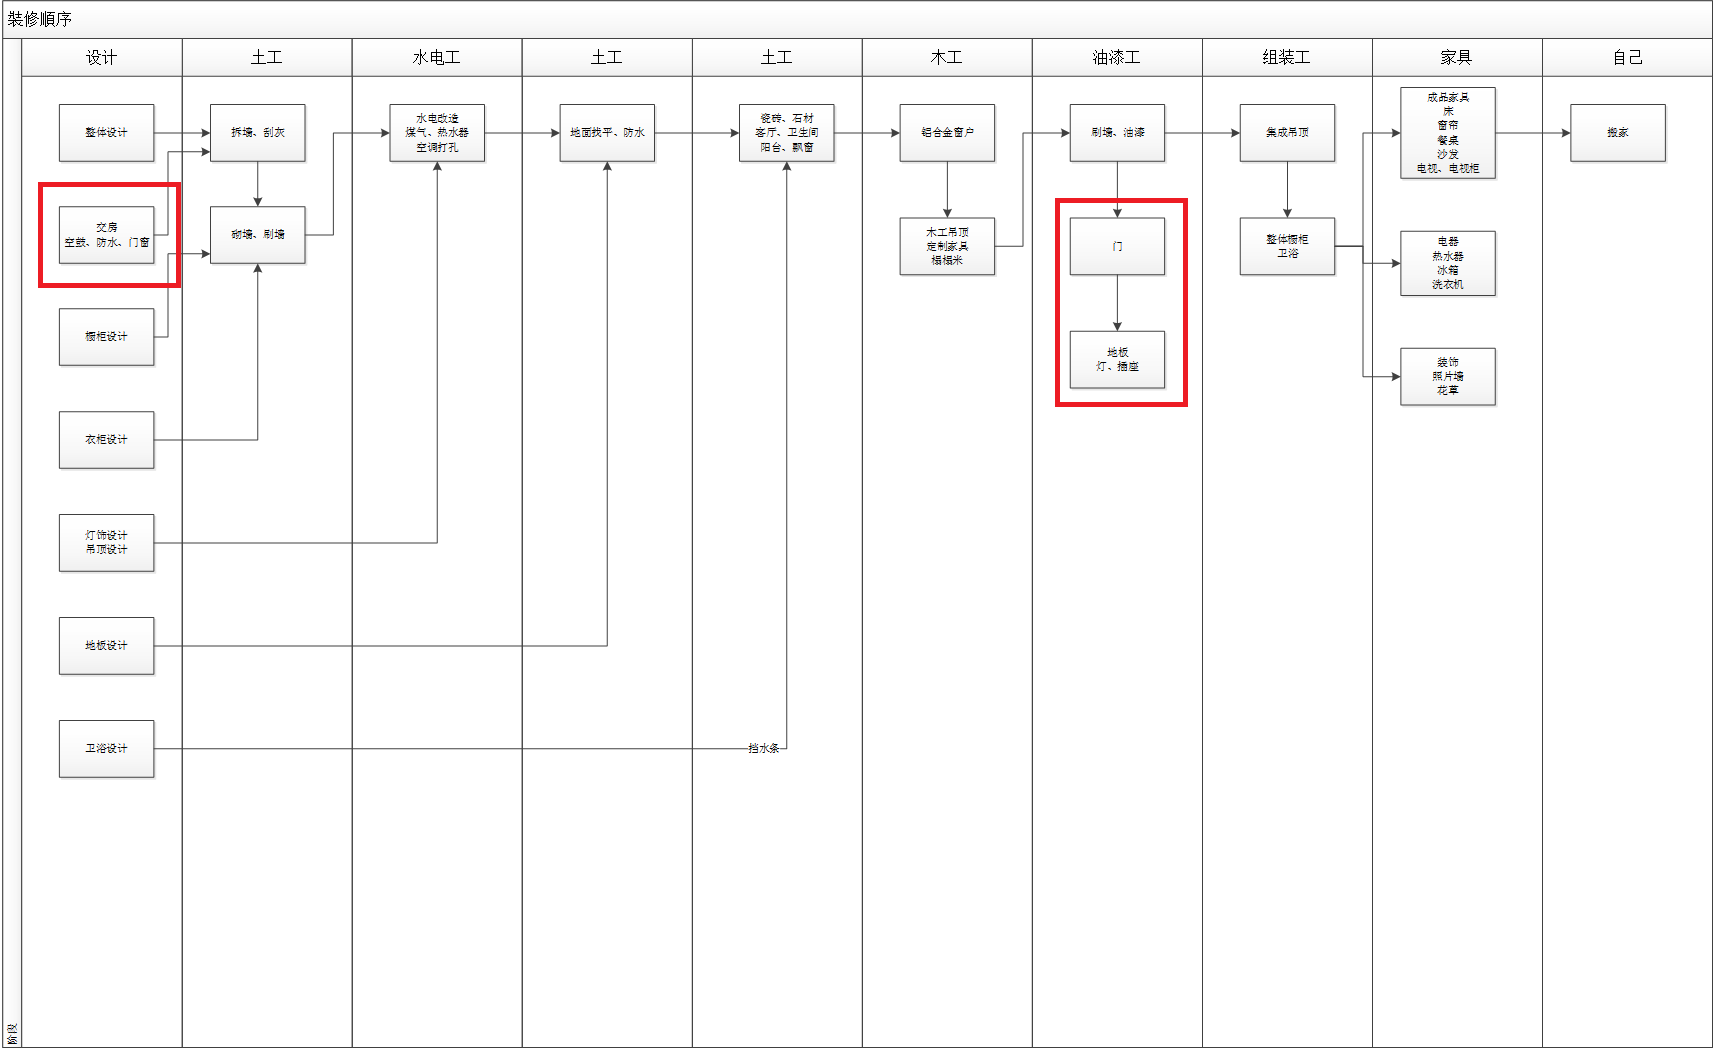 裝修順序
设计
土工
水电工
土工
土工
木工
油漆工
组装工
家具
自己
整体设计
交房
空鼓、防水、门窗
橱柜设计
衣柜设计
灯饰设计
吊顶设计
地板设计
卫浴设计
拆墙、刮灰
砌墙、刷墙
水电改造
煤气、热水器
空调打孔
地面找平、防水
瓷砖、石材
客厅、卫生间
阳台、飘窗
挡水条
铝合金窗户
木工吊顶
定制家具
榻榻米
刷墙、油漆
门
地板
灯、插座
集成吊顶
整体橱柜
卫浴
成品家具
床
窗帘
餐桌
沙发
电视、电视柜
电器
热水器
冰箱
洗衣机
装饰
照片墙
花草
搬家
阶段